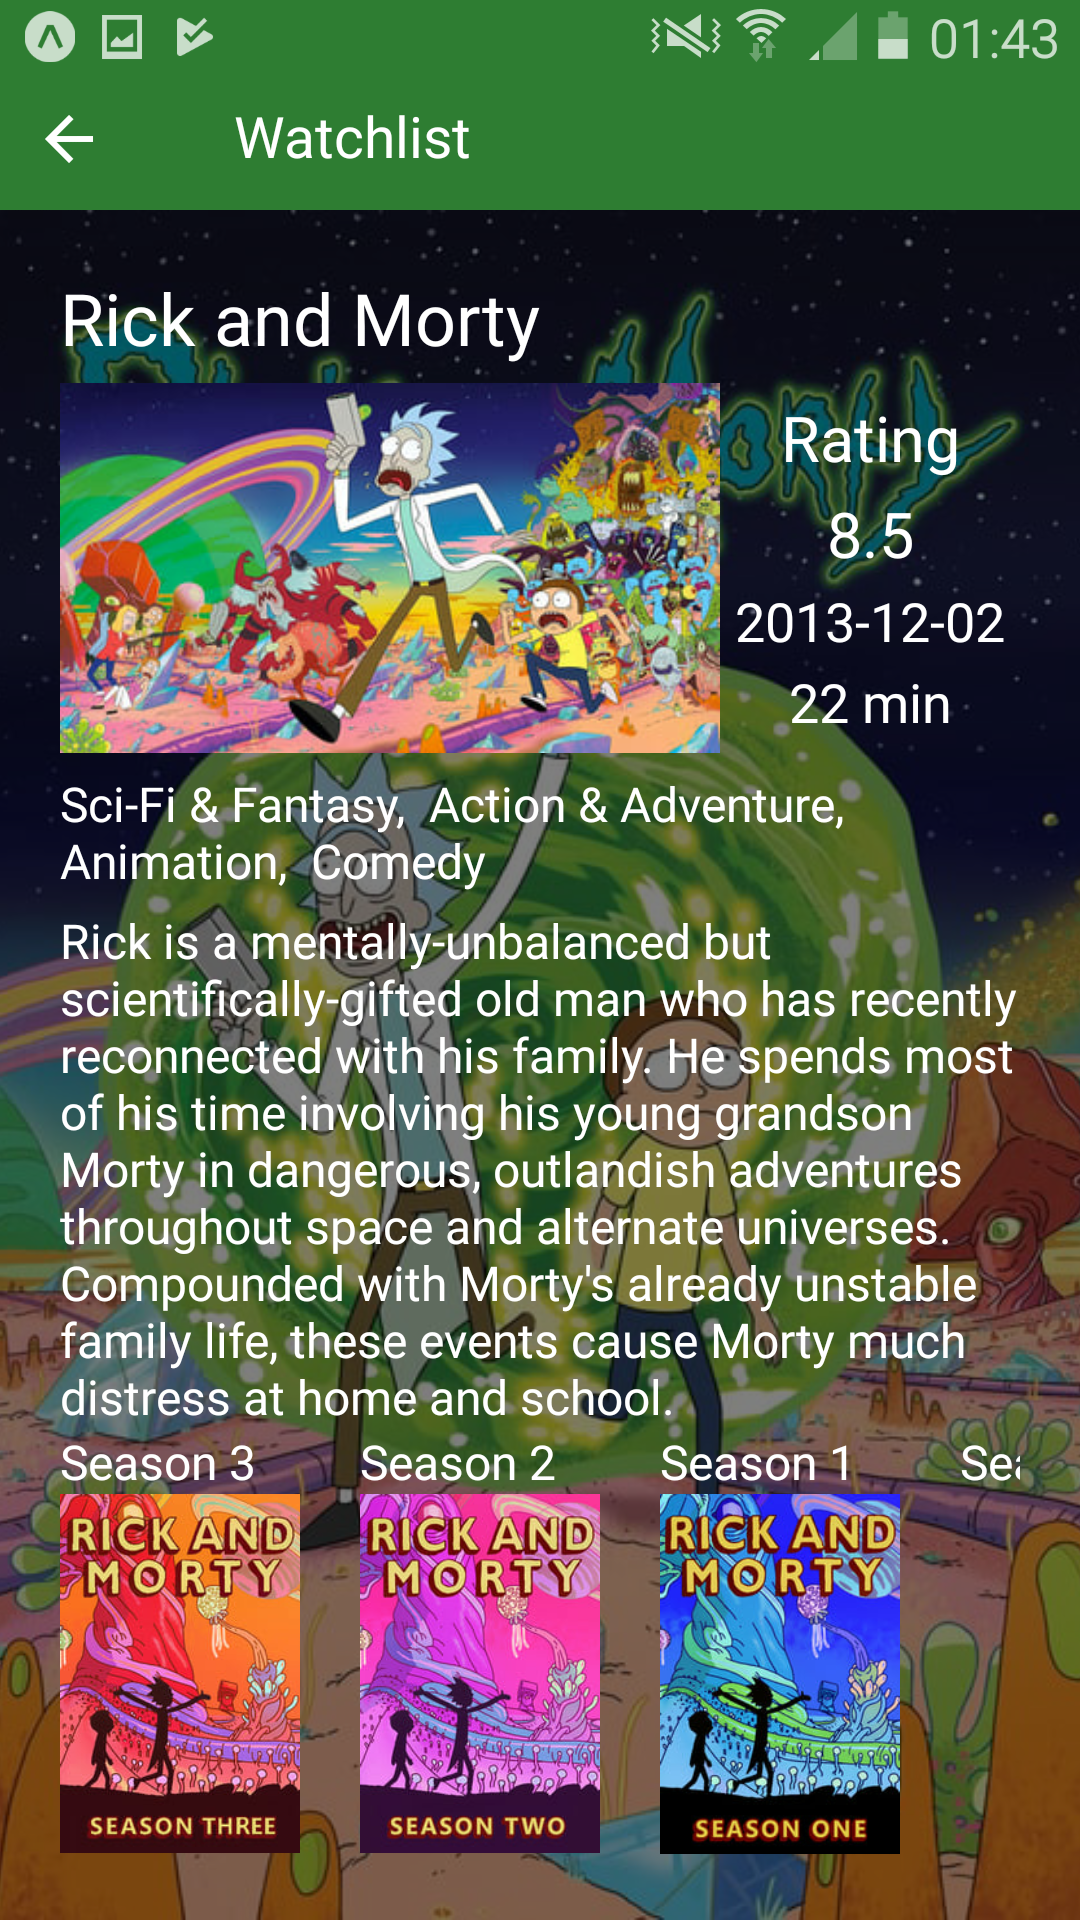 01:43
Watchlist
Rick and Morty
Rating
8.5
2013-12-02
22 min
Sci-Fi & Fantasy,  Action & Adventure,
Animation,  Comedy
Rick is a mentally-unbalanced but
scientifically-gifted old man who has recently
reconnected with his family. He spends most
of his time involving his young grandson
Morty in dangerous, outlandish adventures
throughout space and alternate universes.
Compounded with Morty's already unstable
family life, these events cause Morty much
distress at home and school.
Season 3 Season 2 Season 1
RICK AND MORTY
SEASON THREE
RICK AND MORTY
SEASON TWO
RICK AND MORTY
SEASON ONE